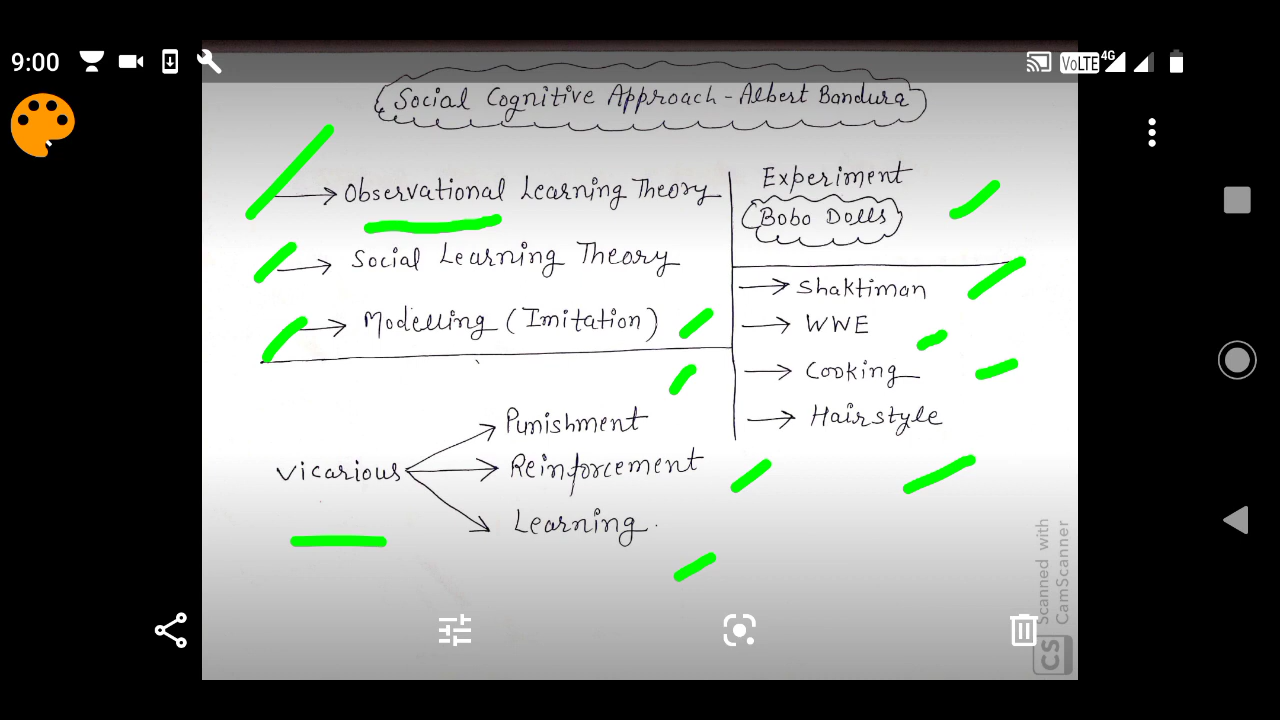 9:00
VoLTE 4G
Social Cognitive Approach - Albert Bandura
→ Observational Learning Theory
→ Social Learning Theory
→ Modelling (Imitation)
Experiment
Bobo Dolls
→ Shaktiman
→ WWE
→ Cooking
→ Hairstyle
Vicarious
Punishment
Reinforcement
Learning
Scanned with
CamScanner
CS